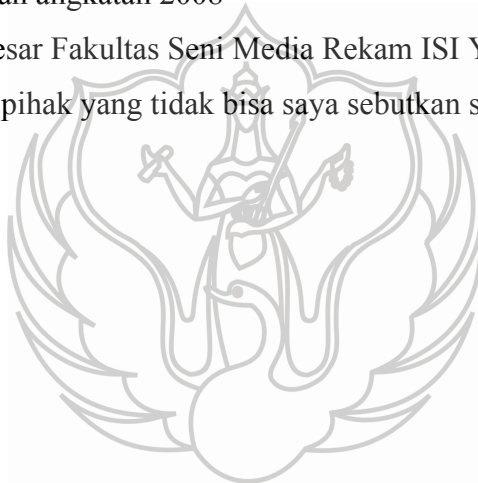 angkatan 2008
esar Fakultas Seni Media Rekam ISI
pihak yang tidak bisa saya sebutkan